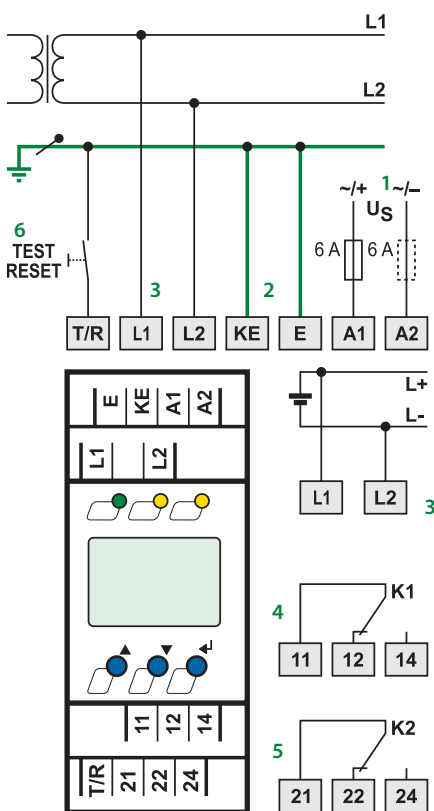 L1
L2
1
~/+ ~/–
US
6
TEST
RESET
3
2
6 A
6 A
T/R L1 L2 KE E A1 A2
E KE A1 A2
L1 L2
L+
L-
L1 L2
3
K1
4
11 12 14
▲ ▼ ↵
11 12 14
T/R 21 22 24
K2
5
21 22 24